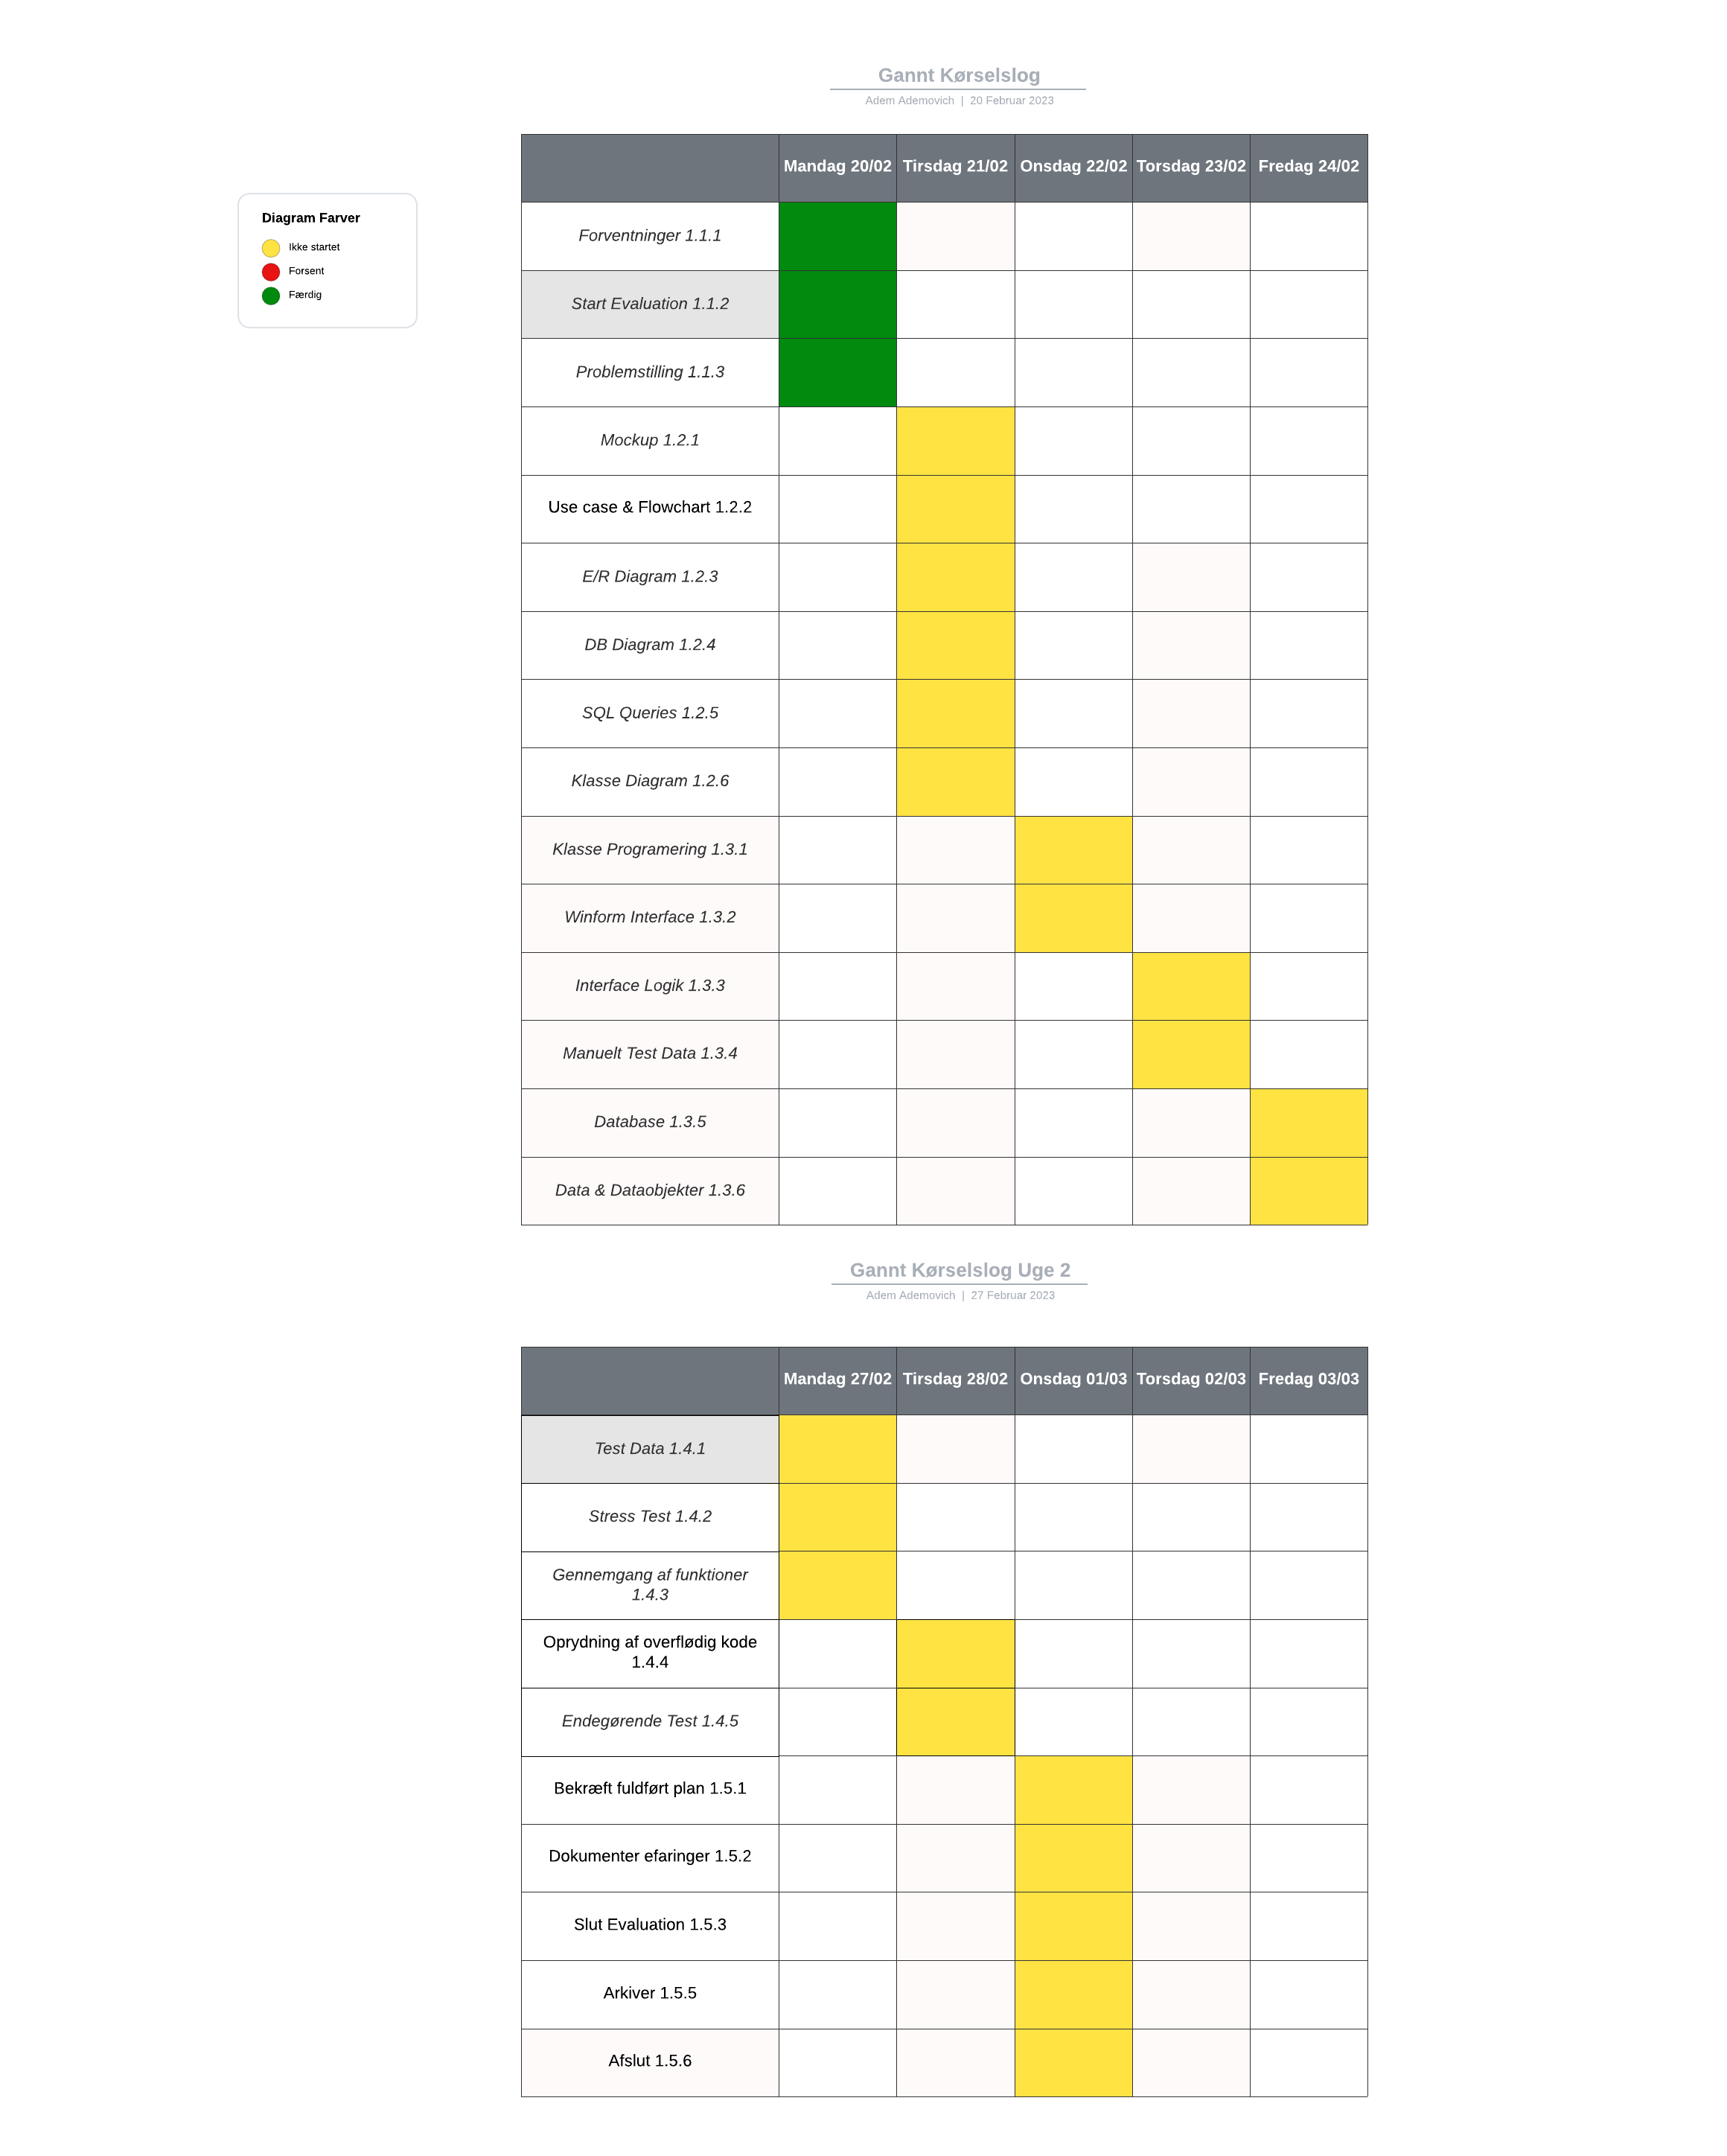 Gannt Kørselslog
Adem Ademovich | 20 Februar 2023
Diagram Farver
Ikke startet
Forsent
Færdig
Mandag 20/02 Tirsdag 21/02 Onsdag 22/02 Torsdag 23/02 Fredag 24/02
Forventninger 1.1.1
Start Evaluation 1.1.2
Problemstilling 1.1.3
Mockup 1.2.1
Use case & Flowchart 1.2.2
E/R Diagram 1.2.3
DB Diagram 1.2.4
SQL Queries 1.2.5
Klasse Diagram 1.2.6
Klasse Programering 1.3.1
Winform Interface 1.3.2
Interface Logik 1.3.3
Manuelt Test Data 1.3.4
Database 1.3.5
Data & Dataobjekter 1.3.6
Gannt Kørselslog Uge 2
Adem Ademovich | 27 Februar 2023
Mandag 27/02 Tirsdag 28/02 Onsdag 01/03 Torsdag 02/03 Fredag 03/03
Test Data 1.4.1
Stress Test 1.4.2
Gennemgang af funktioner
1.4.3
Oprydning af overflødig kode
1.4.4
Endegørende Test 1.4.5
Bekræft fuldført plan 1.5.1
Dokumenter efaringer 1.5.2
Slut Evaluation 1.5.3
Arkiver 1.5.5
Afslut 1.5.6